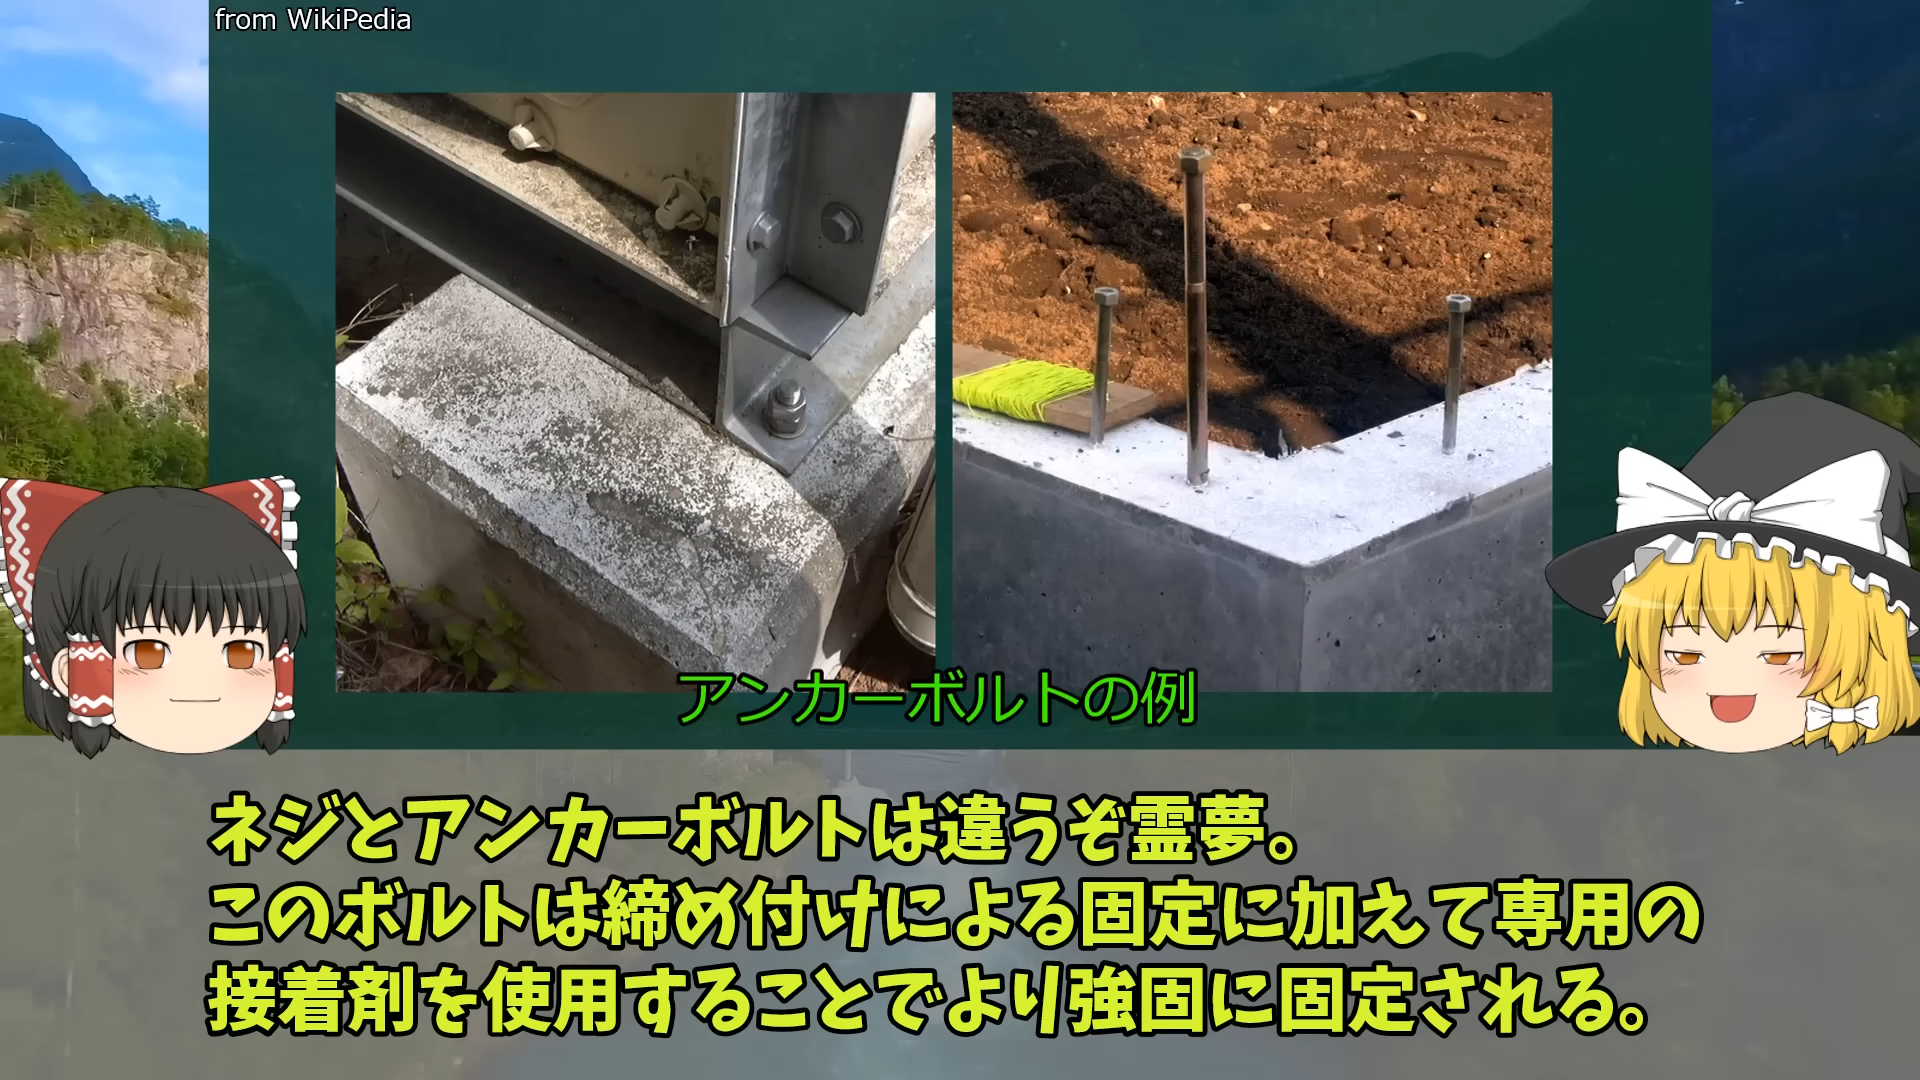 from WikiPedia
アンカーボルトの例
ネジとアンカーボルトは違うぞ霊夢。
このボルトは締め付けによる固定に加えて専用の
接着剤を使用することでより強固に固定される。